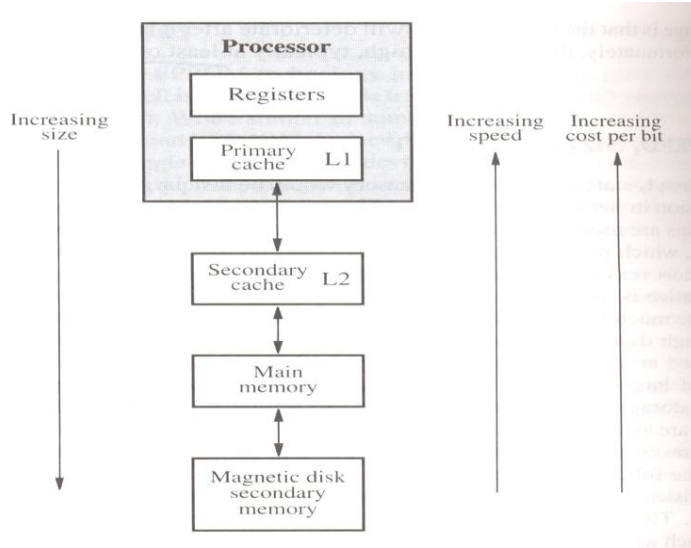 Processor
Registers
Primary
cache L1
Increasing
size
Increasing
speed
Increasing
cost per bit
Secondary
cache L2
Main
memory
Magnetic disk
secondary
memory